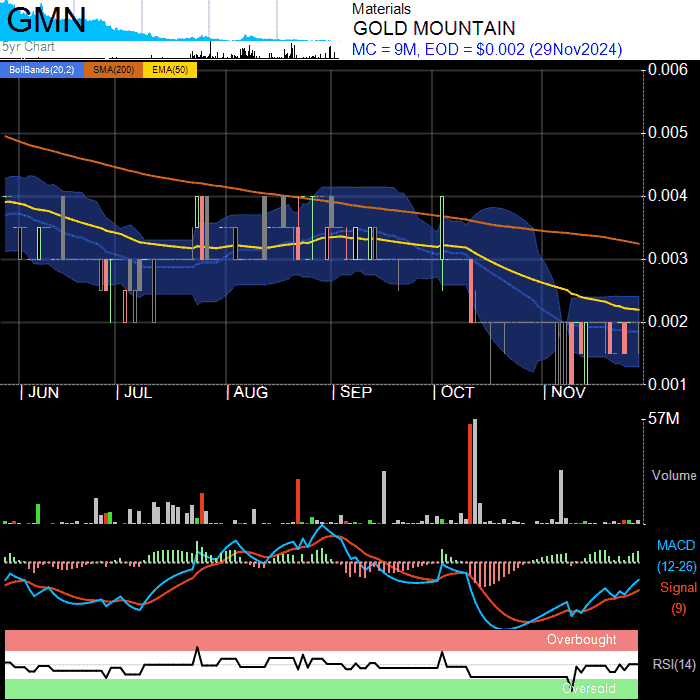 GMN
5yr Chart
Materials
GOLD MOUNTAIN
MC = 9M, EOD = $0.002 (29Nov2024)
BollBands(20,2) SMA(200) EMA(50)
0.006
0.005
0.004
0.003
0.002
0.001
| JUN | JUL | AUG | SEP | OCT | NOV
57M
Volume
MACD
(12-26)
Signal
(9)
Overbought
RSI(14)
Oversold